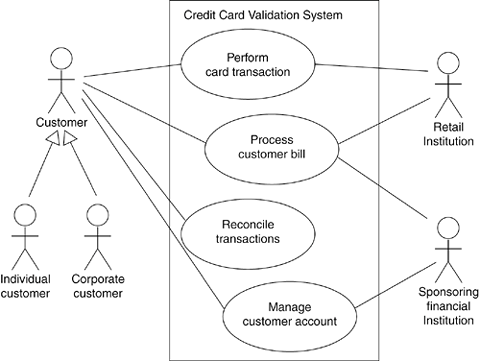 Credit Card Validation System
Perform
card transaction
Customer
Retail
Institution
Process
customer bill
Reconcile
transactions
Individual
customer
Corporate
customer
Manage
customer account
Sponsoring
financial
Institution